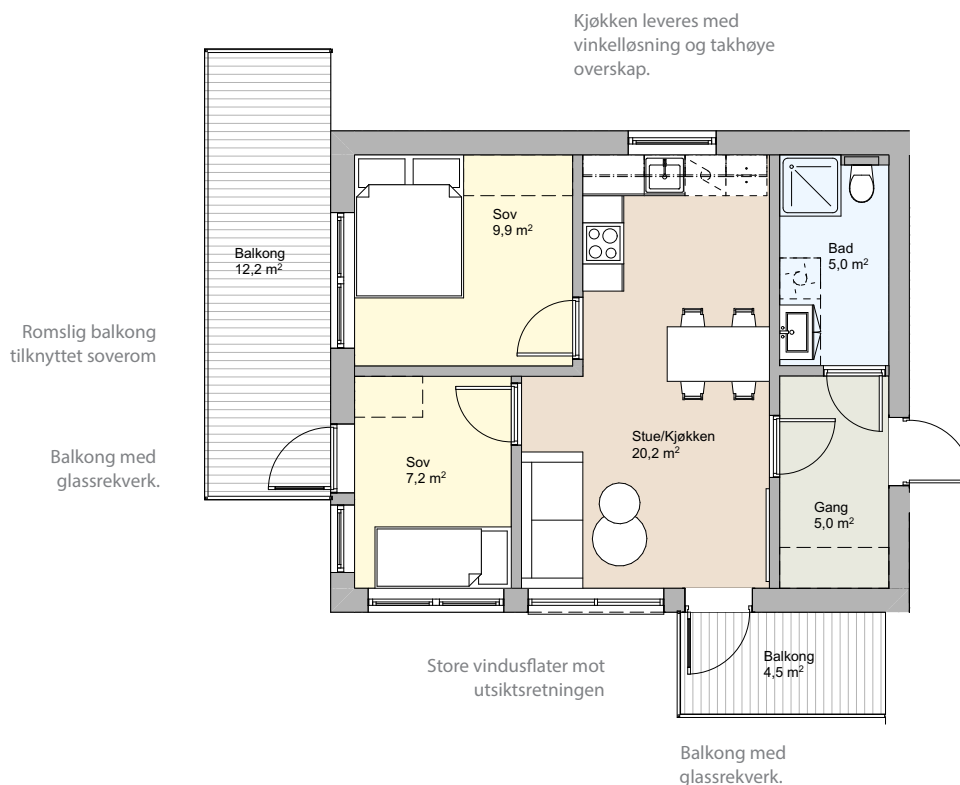 Kjøkken leveres med
vinkelløsning og takhøye
overskap.
Sov
9,9 m²
Balkong
12,2 m²
Bad
5,0 m²
Romslig balkong
tilknyttet soverom
Stue/Kjøkken
20,2 m²
Balkong med
glassrekverk.
Sov
7,2 m²
Gang
5,0 m²
Store vindusflater mot
utsiktsretningen
Balkong
4,5 m²
Balkong med
glassrekverk.